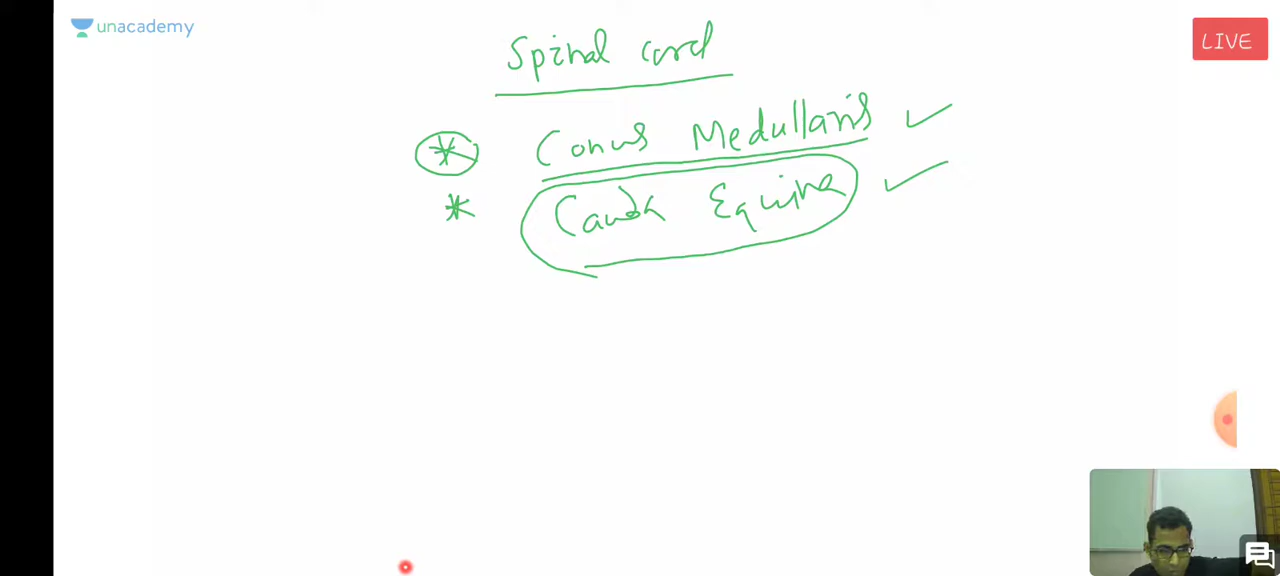 unacademy
LIVE
Spinal cord
* Conus Medullaris ✓
* Cauda Equina ✓